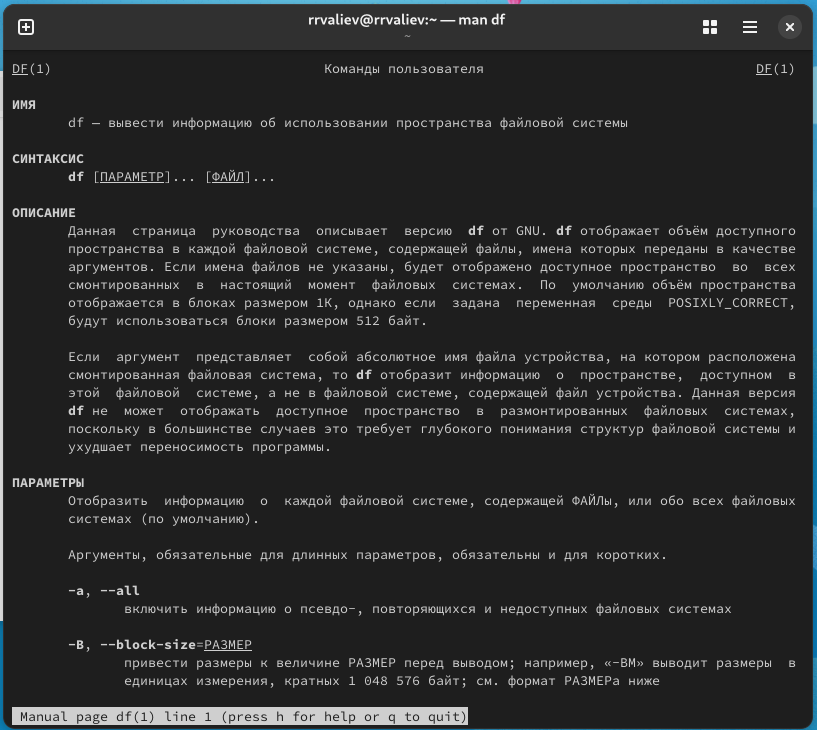 rrvaliev@rrvaliev:~ — man df
~
DF(1) Команды пользователя DF(1)
ИМЯ
df — вывести информацию об использовании пространства файловой системы
СИНТАКСИС
df [ПАРАМЕТР]... [ФАЙЛ]...
ОПИСАНИЕ
Данная страница руководства описывает версию df от GNU. df отображает объём доступного
пространства в каждой файловой системе, содержащей файлы, имена которых переданы в качестве
аргументов. Если имена файлов не указаны, будет отображено доступное пространство во всех
смонтированных в настоящий момент файловых системах. По умолчанию объём пространства
отображается в блоках размером 1K, однако если задана переменная среды POSIXLY_CORRECT,
будут использоваться блоки размером 512 байт.
Если аргумент представляет собой абсолютное имя файла устройства, на котором расположена
смонтированная файловая система, то df отобразит информацию о пространстве, доступном в
этой файловой системе, а не в файловой системе, содержащей файл устройства. Данная версия
df не может отображать доступное пространство в размонтированных файловых системах,
поскольку в большинстве случаев это требует глубокого понимания структур файловой системы и
ухудшает переносимость программы.
ПАРАМЕТРЫ
Отобразить информацию о каждой файловой системе, содержащей ФАЙЛы, или обо всех файловых
системах (по умолчанию).
Аргументы, обязательные для длинных параметров, обязательны и для коротких.
-a, --all
включить информацию о псевдо-, повторяющихся и недоступных файловых системах
-B, --block-size=РАЗМЕР
привести размеры к величине РАЗМЕР перед выводом; например, «-BM» выводит размеры в
единицах измерения, кратных 1 048 576 байт; см. формат РАЗМЕРа ниже
Manual page df(1) line 1 (press h for help or q to quit)